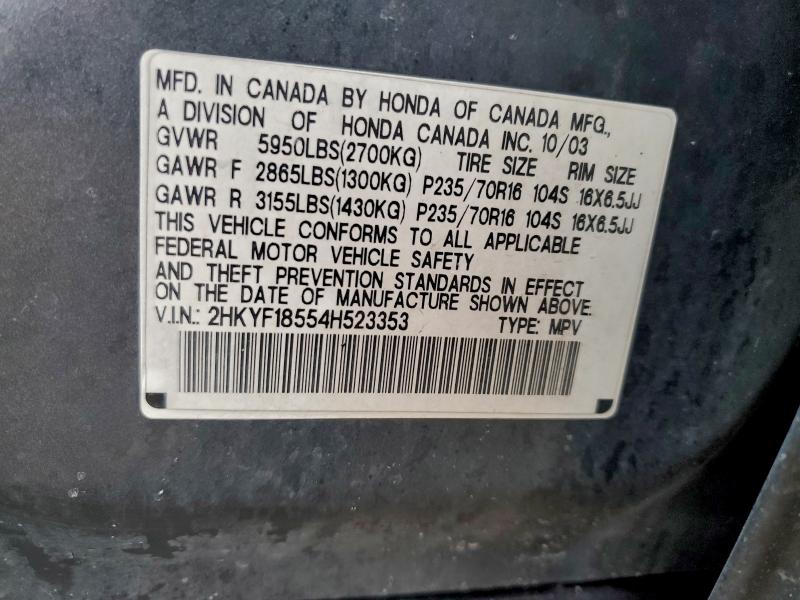 MFD. IN CANADA BY HONDA OF CANADA MFG.,
A DIVISION OF HONDA CANADA INC. 10/03
GVWR 5950LBS(2700KG) TIRE SIZE RIM SIZE
GAWR F 2865LBS(1300KG) P235/70R16 104S 16X6.5JJ
GAWR R 3155LBS(1430KG) P235/70R16 104S 16X6.5JJ
THIS VEHICLE CONFORMS TO ALL APPLICABLE
FEDERAL MOTOR VEHICLE SAFETY
AND THEFT PREVENTION STANDARDS IN EFFECT
ON THE DATE OF MANUFACTURE SHOWN ABOVE.
V.I.N.: 2HKYF18554H523353 TYPE: MPV